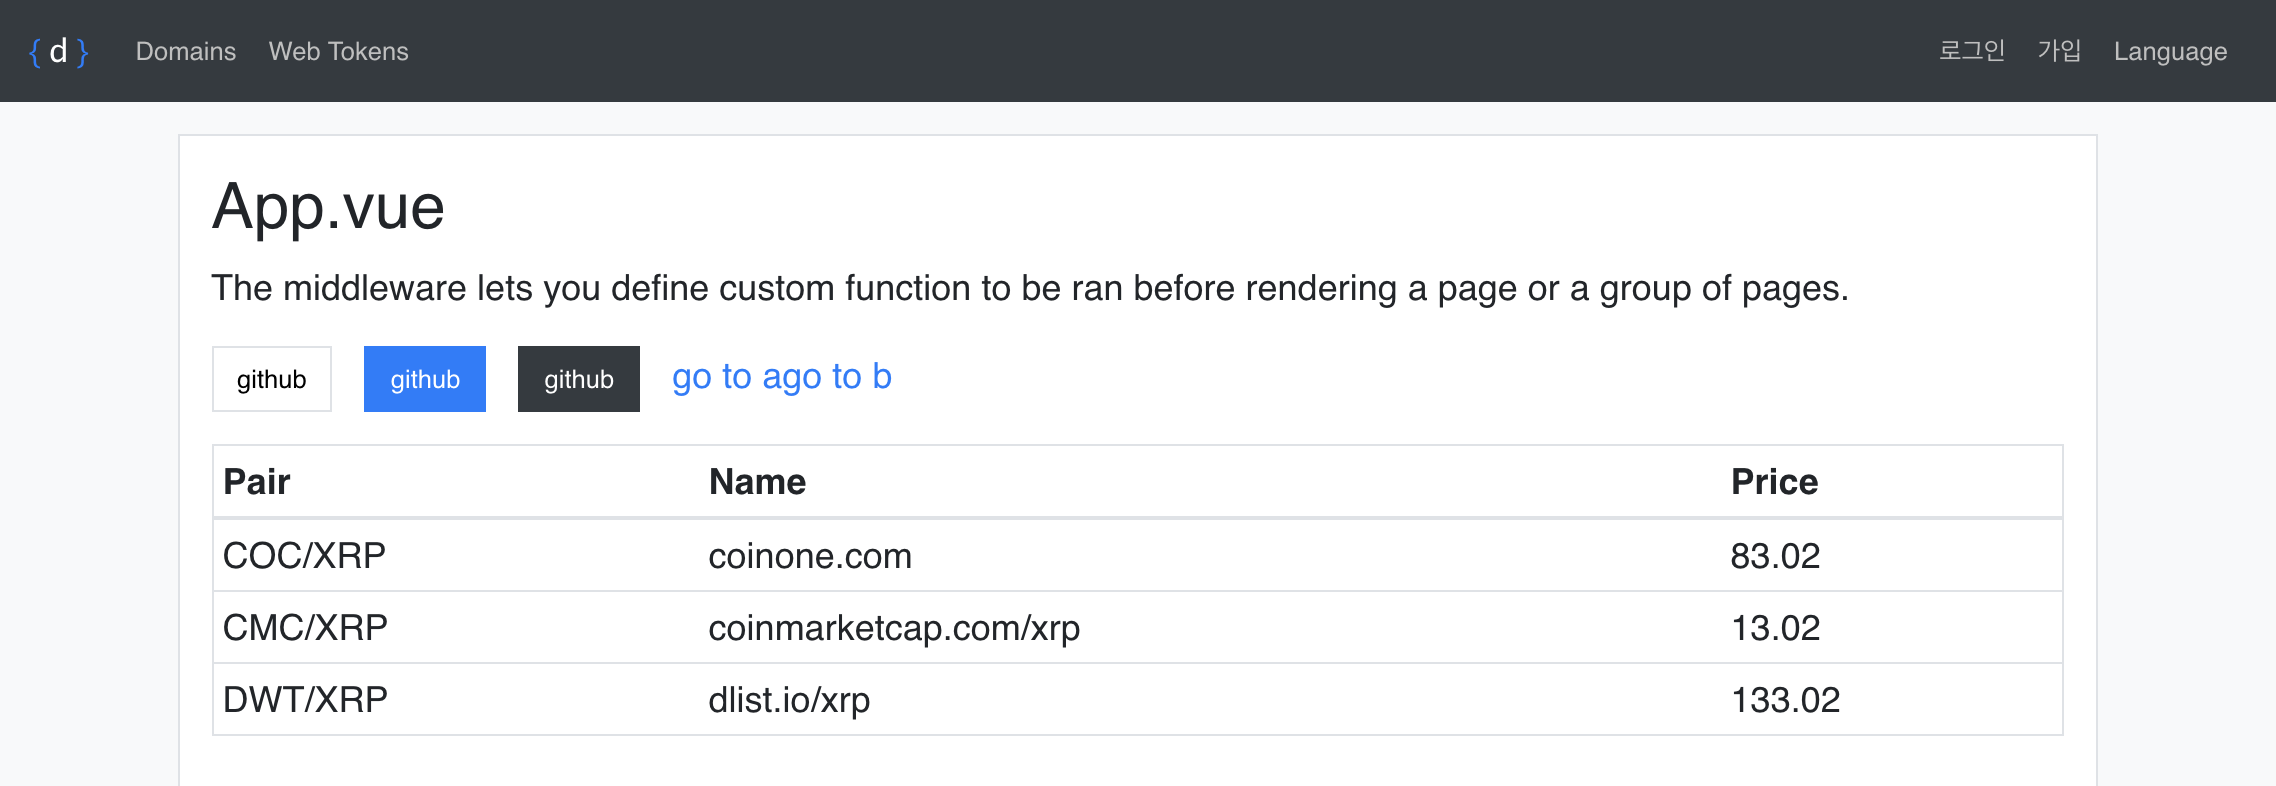 { d } Domains Web Tokens 로그인 가입 Language
App.vue
The middleware lets you define custom function to be ran before rendering a page or a group of pages.
github github github go to ago to b
Pair Name Price
COC/XRP coinone.com 83.02
CMC/XRP coinmarketcap.com/xrp 13.02
DWT/XRP dlist.io/xrp 133.02